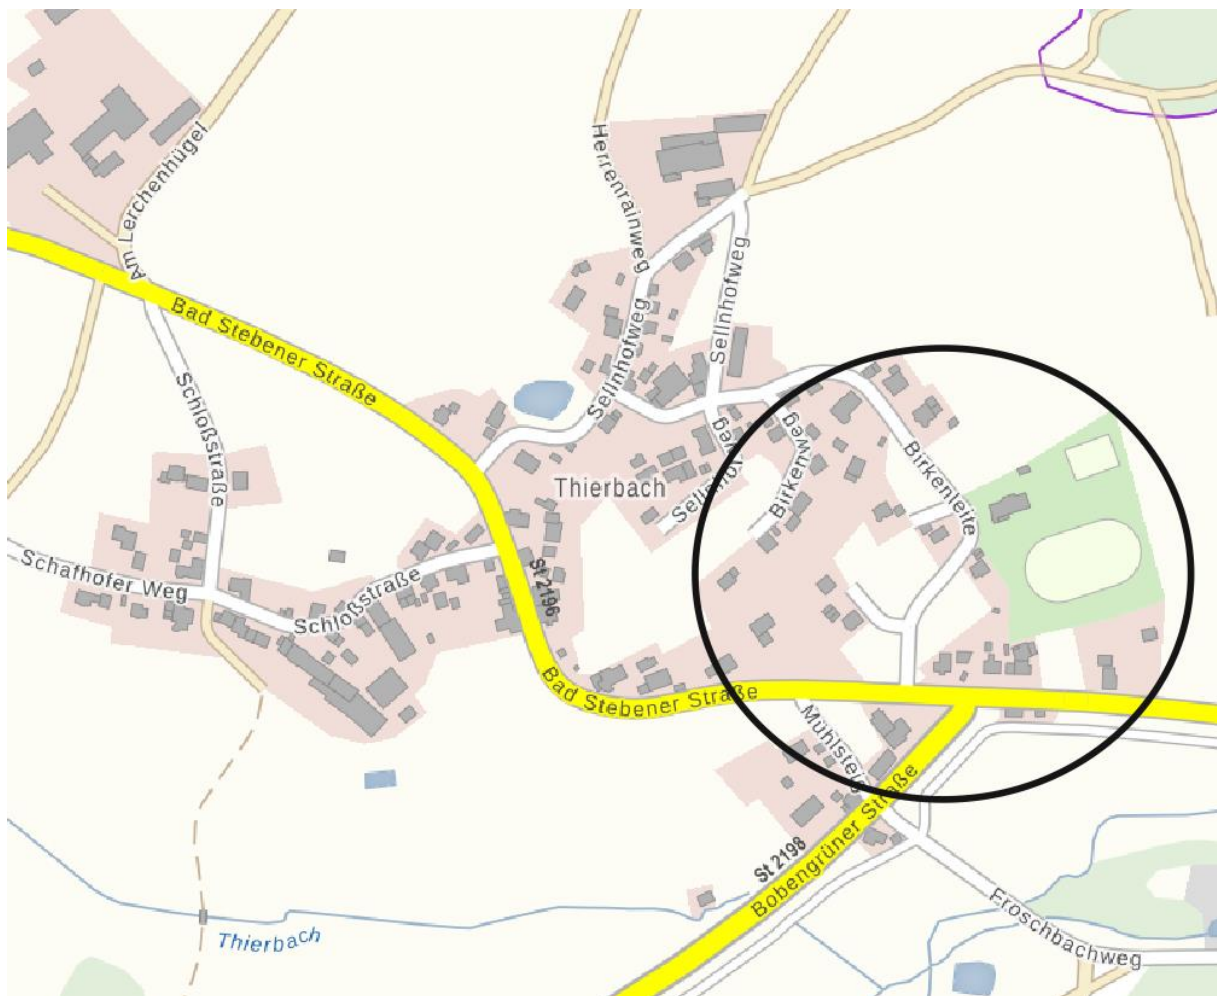 Am Lerchenhügel
Herrenrainweg
Bad Stebener Straße
Sellnhofweg
Sellnhofweg
Schloßstraße
Birkenweg
Birkenleite
Thierbach
Sellnhofweg
Schafhofer Weg
Schloßstraße
St 2196
Bad Stebener Straße
Mühlsteig
Bobengrüner Straße
St 2198
Froschbachweg
Thierbach